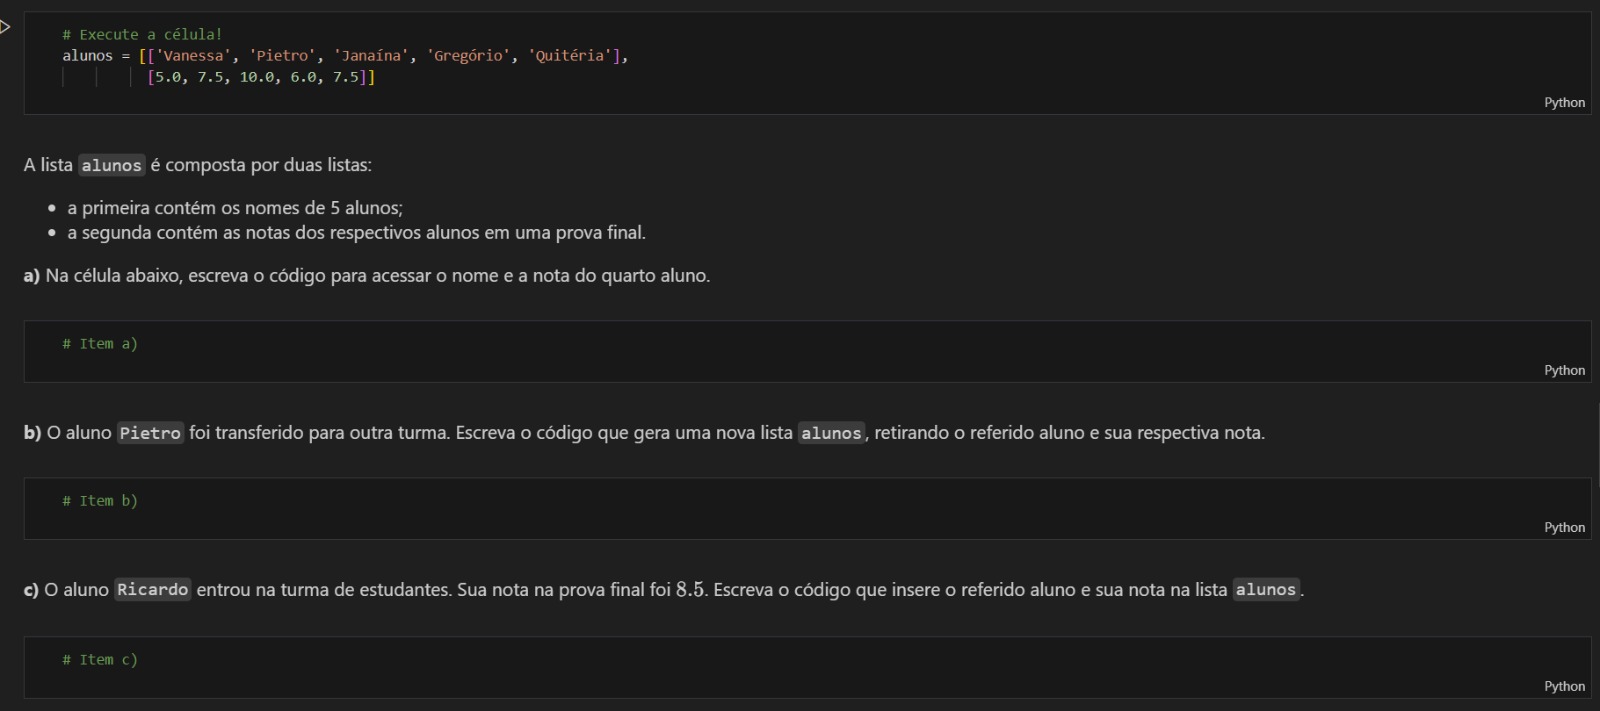 # Execute a célula!
alunos = [['Vanessa', 'Pietro', 'Janaína', 'Gregório', 'Quitéria'],
[5.0, 7.5, 10.0, 6.0, 7.5]]
Python
A lista alunos é composta por duas listas:
• a primeira contém os nomes de 5 alunos;
• a segunda contém as notas dos respectivos alunos em uma prova final.
a) Na célula abaixo, escreva o código para acessar o nome e a nota do quarto aluno.
# Item a)
Python
b) O aluno Pietro foi transferido para outra turma. Escreva o código que gera uma nova lista alunos, retirando o referido aluno e sua respectiva nota.
# Item b)
Python
c) O aluno Ricardo entrou na turma de estudantes. Sua nota na prova final foi 8.5. Escreva o código que insere o referido aluno e sua nota na lista alunos.
# Item c)
Python